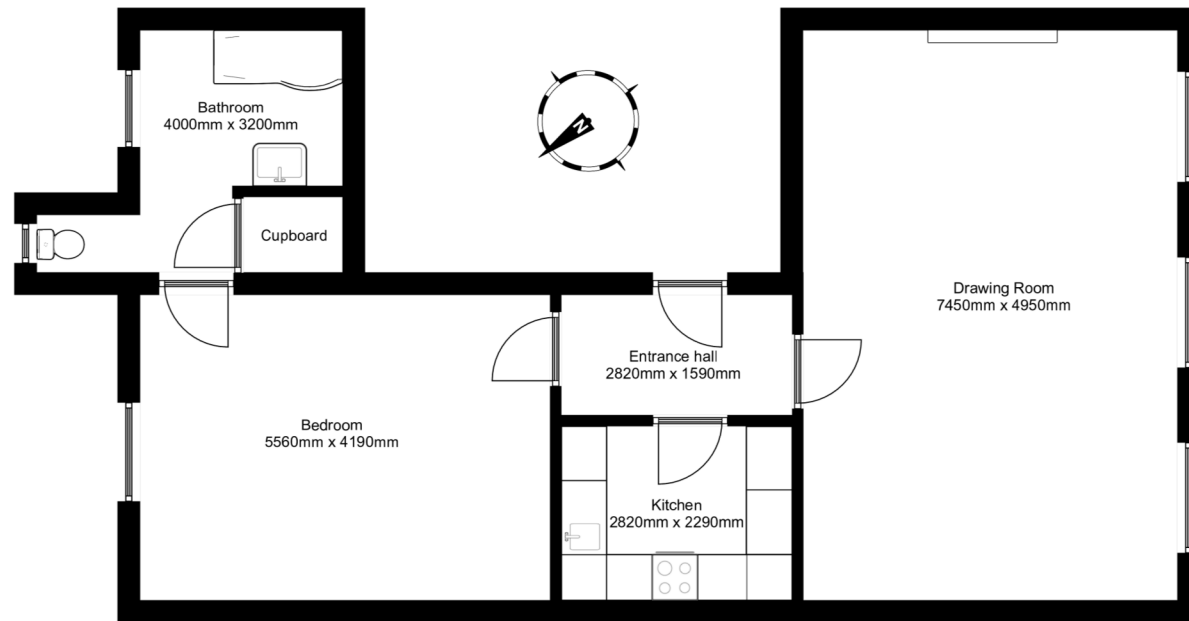 Bathroom
4000mm x 3200mm
N
Cupboard
Drawing Room
7450mm x 4950mm
Entrance hall
2820mm x 1590mm
Bedroom
5560mm x 4190mm
Kitchen
2820mm x 2290mm